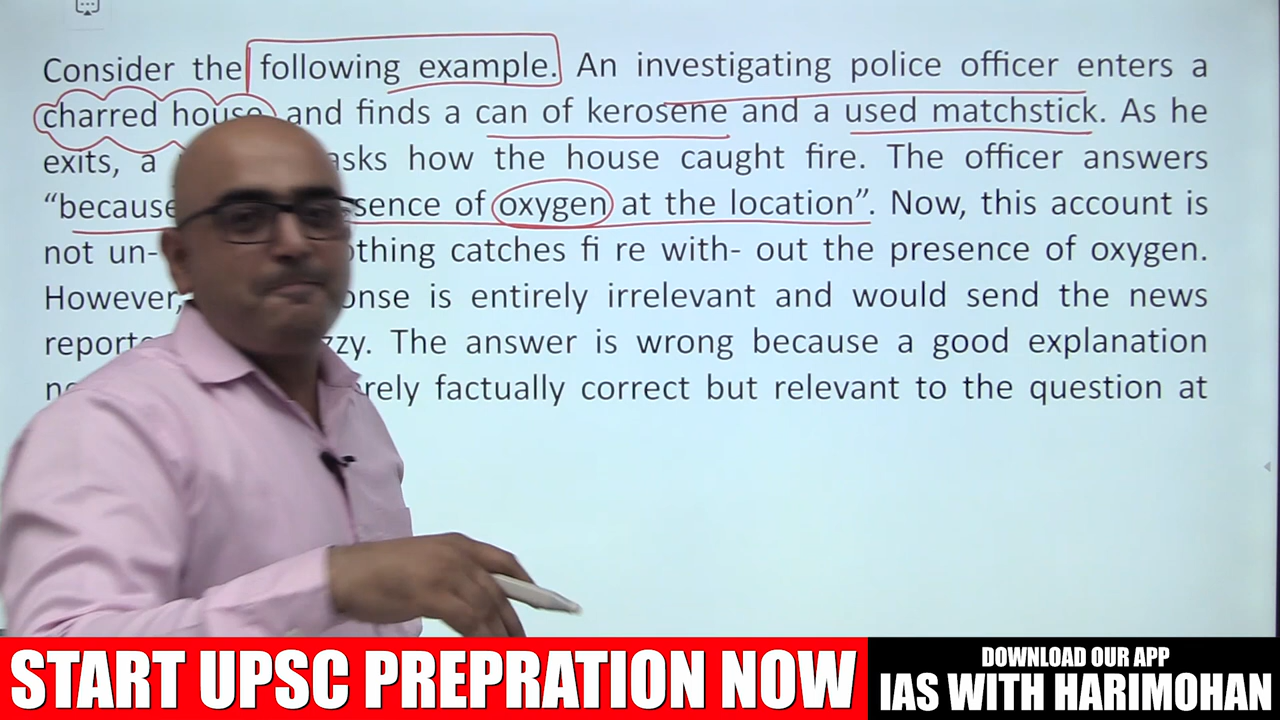 Consider the following example. An investigating police officer enters a
charred house and finds a can of kerosene and a used matchstick. As he
exits, a asks how the house caught fire. The officer answers
“because sence of oxygen at the location”. Now, this account is
not un- othing catches fi re with- out the presence of oxygen.
However, onse is entirely irrelevant and would send the news
reporte zzy. The answer is wrong because a good explanation
rely factually correct but relevant to the question at
START UPSC PREPRATION NOW
DOWNLOAD OUR APP
IAS WITH HARIMOHAN